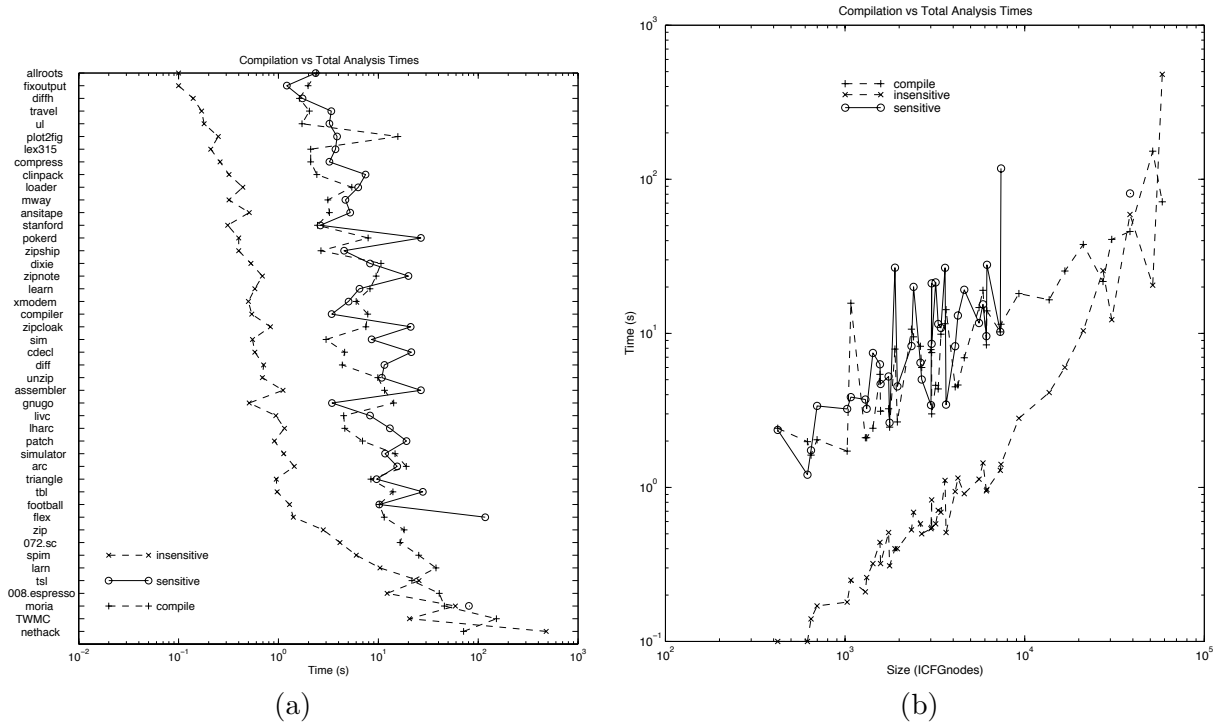 Compilation vs Total Analysis Times
allroots
fixoutput
diffh
travel
ul
plot2fig
lex315
compress
clinpack
loader
mway
ansitape
stanford
pokerd
zipship
dixie
zipnote
learn
xmodem
compiler
zipcloak
sim
cdecl
diff
unzip
assembler
gnugo
livc
lharc
patch
simulator
arc
triangle
tbl
football
flex
zip
072.sc
spim
larn
tsl
008.espresso
moria
TWMC
nethack
insensitive
sensitive
compile
10^-2 10^-1 10^0 10^1 10^2 10^3
Time (s)
(a)
Compilation vs Total Analysis Times
10^3
10^2
10^1
10^0
10^-1
Time (s)
compile
insensitive
sensitive
10^2 10^3 10^4 10^5
Size (ICFGnodes)
(b)